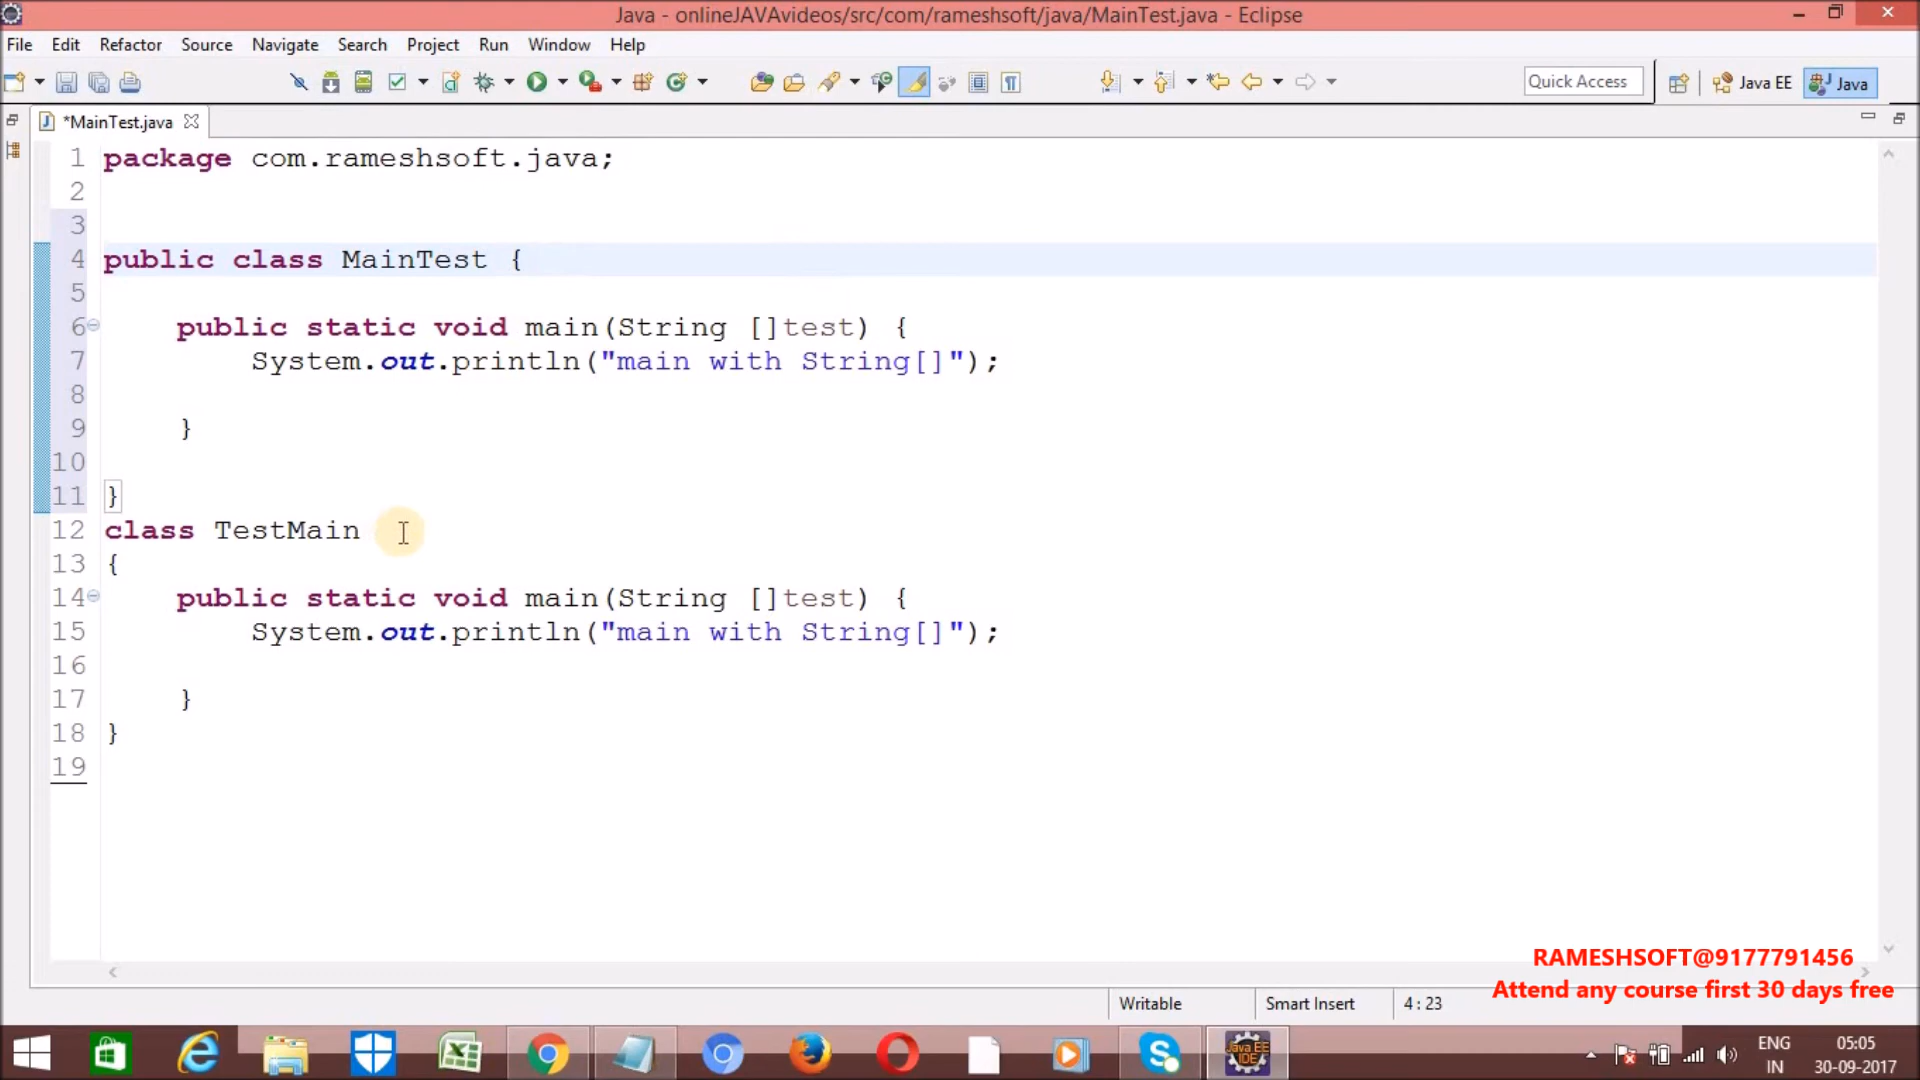 Java - onlineJAVAvideos/src/com/rameshsoft/java/MainTest.java - Eclipse
File Edit Refactor Source Navigate Search Project Run Window Help
Quick Access Java EE Java
*MainTest.java
1 package com.rameshsoft.java;
2
3
4 public class MainTest {
5
6 public static void main(String []test) {
7 System.out.println("main with String[]");
8
9 }
10
11 }
12 class TestMain
13 {
14 public static void main(String []test) {
15 System.out.println("main with String[]");
16
17 }
18 }
19
RAMESHSOFT@9177791456
Attend any course first 30 days free
Writable Smart Insert 4 : 23
Java EE
IDE
ENG
IN
05:05
30-09-2017